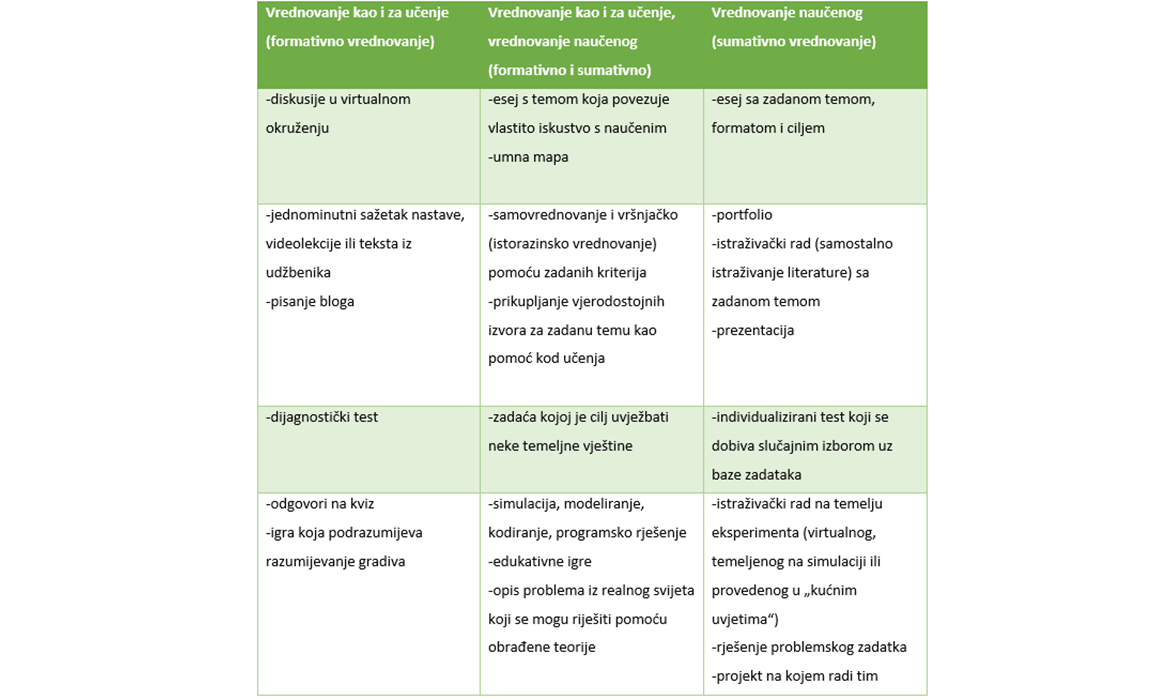 Vrednovanje kao i za učenje
(formativno vrednovanje)
Vrednovanje kao i za učenje,
vrednovanje naučenog
(formativno i sumativno)
Vrednovanje naučenog
(sumativno vrednovanje)
-diskusije u virtualnom
okruženju
-esej s temom koja povezuje
vlastito iskustvo s naučenim
-umna mapa
-esej sa zadanom temom,
formatom i ciljem
-jednominutni sažetak nastave,
videolekcije ili teksta iz
udžbenika
-pisanje bloga
-samovrednovanje i vršnjačko
(istorazinsko vrednovanje)
pomoću zadanih kriterija
-prikupljanje vjerodostojnih
izvora za zadanu temu kao
pomoć kod učenja
-portfolio
-istraživački rad (samostalno
istraživanje literature) sa
zadanom temom
-prezentacija
-dijagnostički test
-zadaća kojoj je cilj uvježbati
neke temeljne vještine
-individualizirani test koji se
dobiva slučajnim izborom uz
baze zadataka
-odgovori na kviz
-igra koja podrazumijeva
razumijevanje gradiva
-simulacija, modeliranje,
kodiranje, programsko rješenje
-edukativne igre
-opis problema iz realnog svijeta
koji se mogu riješiti pomoću
obrađene teorije
-istraživački rad na temelju
eksperimenta (virtualnog,
temeljenog na simulaciji ili
provedenog u „kućnim
uvjetima“)
-rješenje problemskog zadatka
-projekt na kojem radi tim